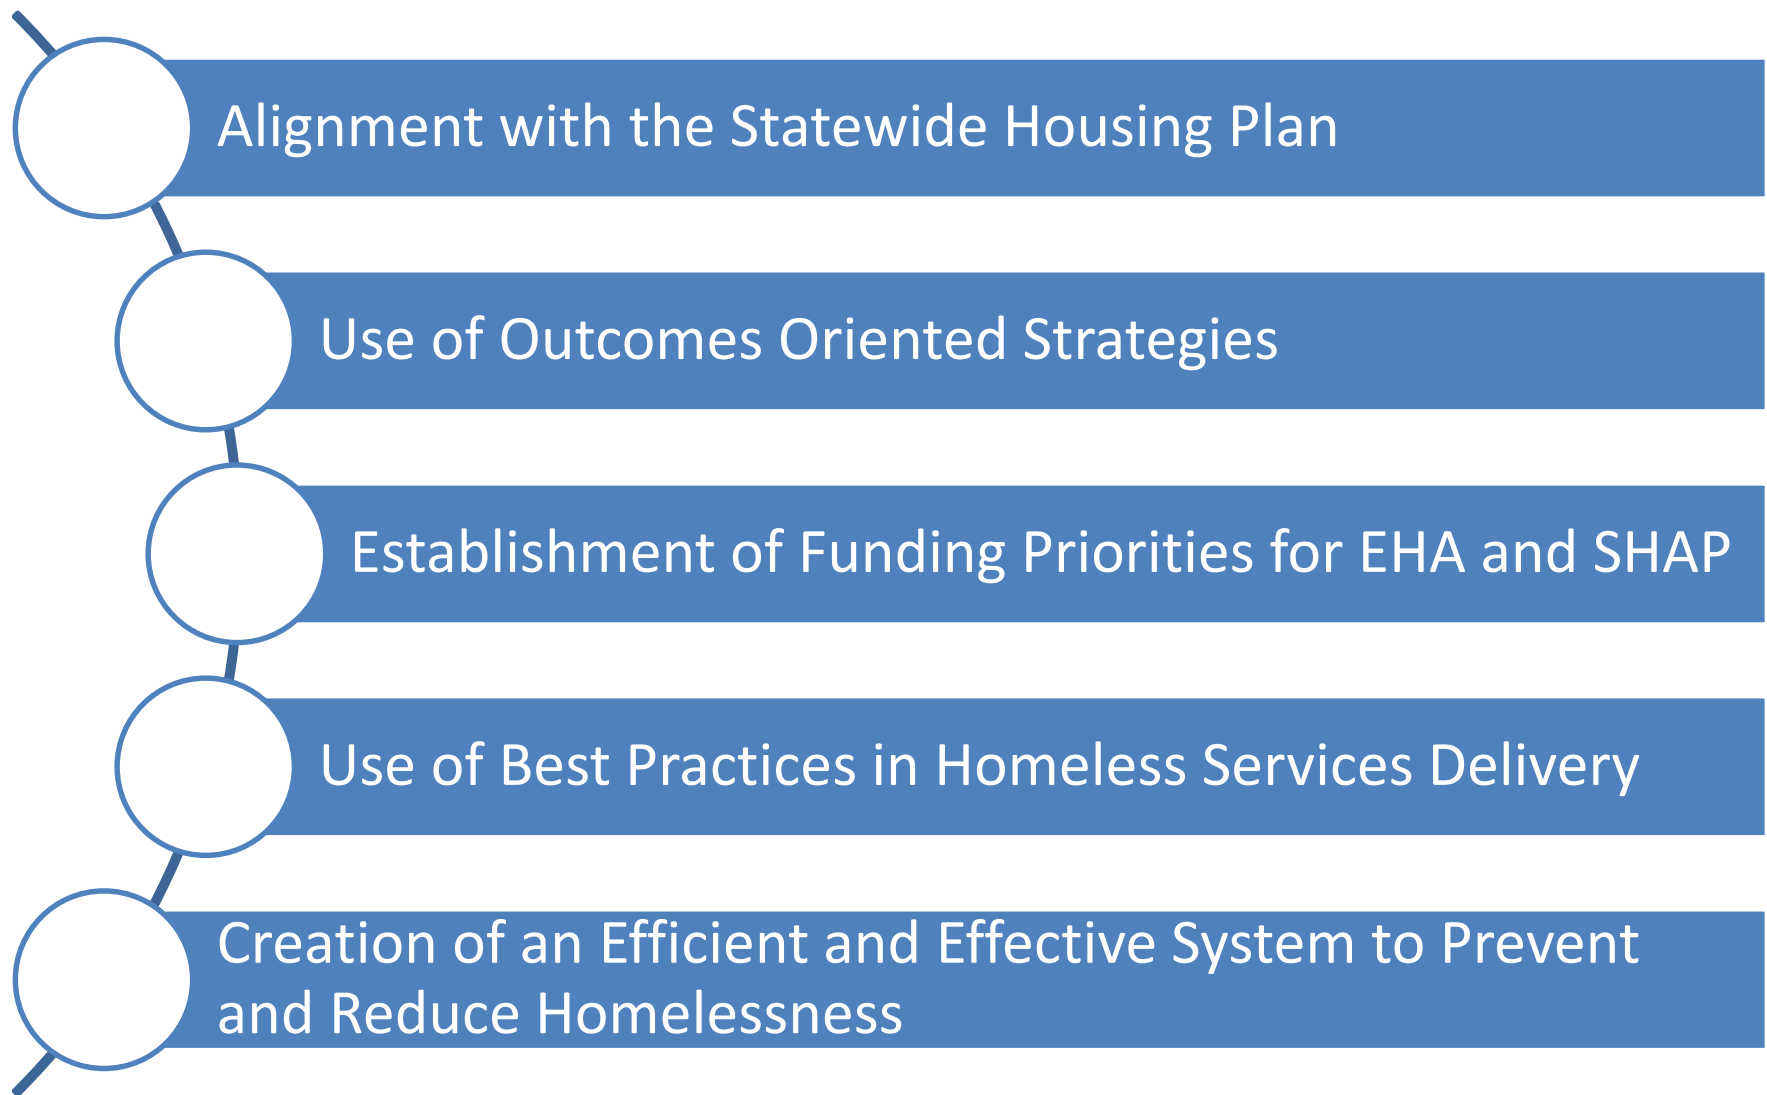 Alignment with the Statewide Housing Plan
Use of Outcomes Oriented Strategies
Establishment of Funding Priorities for EHA and SHAP
Use of Best Practices in Homeless Services Delivery
Creation of an Efficient and Effective System to Prevent
and Reduce Homelessness